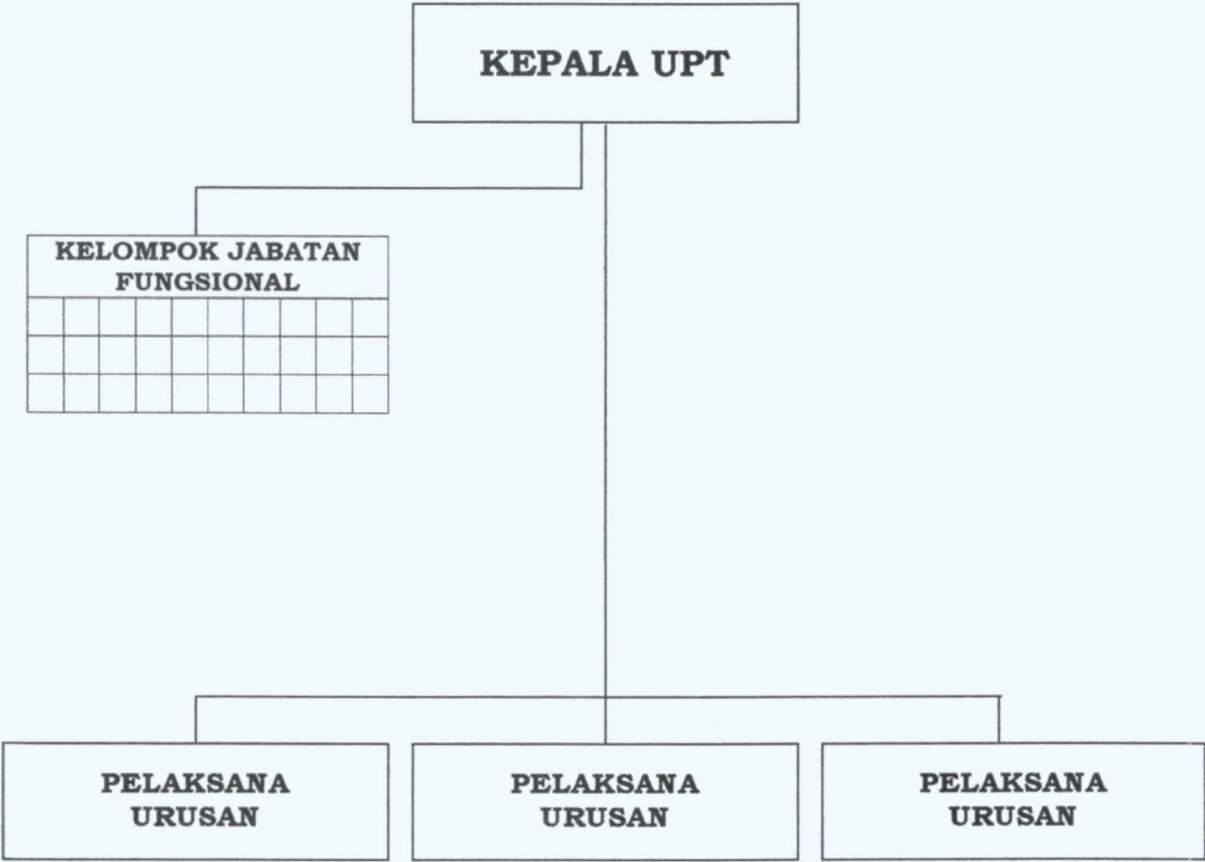 KEPALA UPT
KELOMPOK JABATAN
FUNGSIONAL
PELAKSANA
URUSAN
PELAKSANA
URUSAN
PELAKSANA
URUSAN